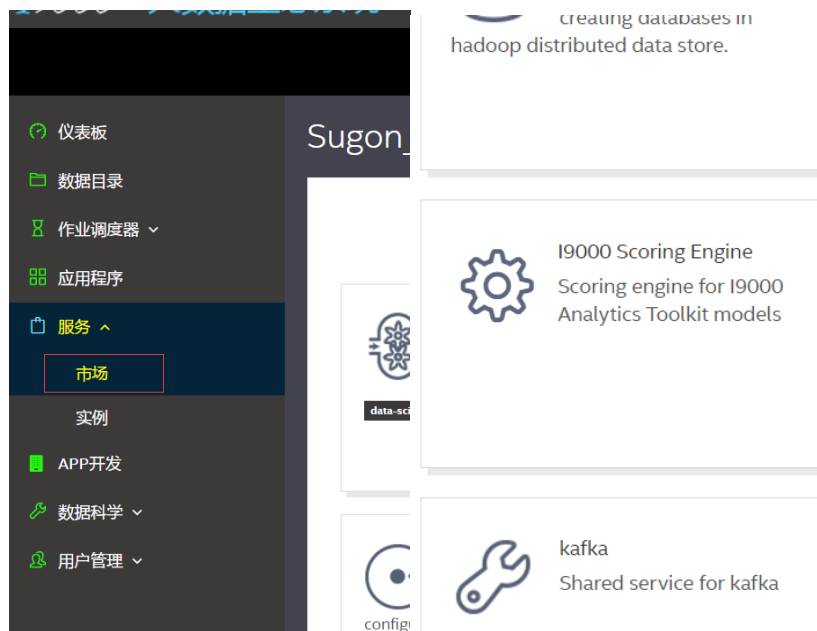 仪表板
数据目录
作业调度器
应用程序
服务
市场
实例
APP开发
数据科学
用户管理
Sugon_
creating databases in
hadoop distributed data store.
I9000 Scoring Engine
Scoring engine for I9000
Analytics Toolkit models
kafka
Shared service for kafka